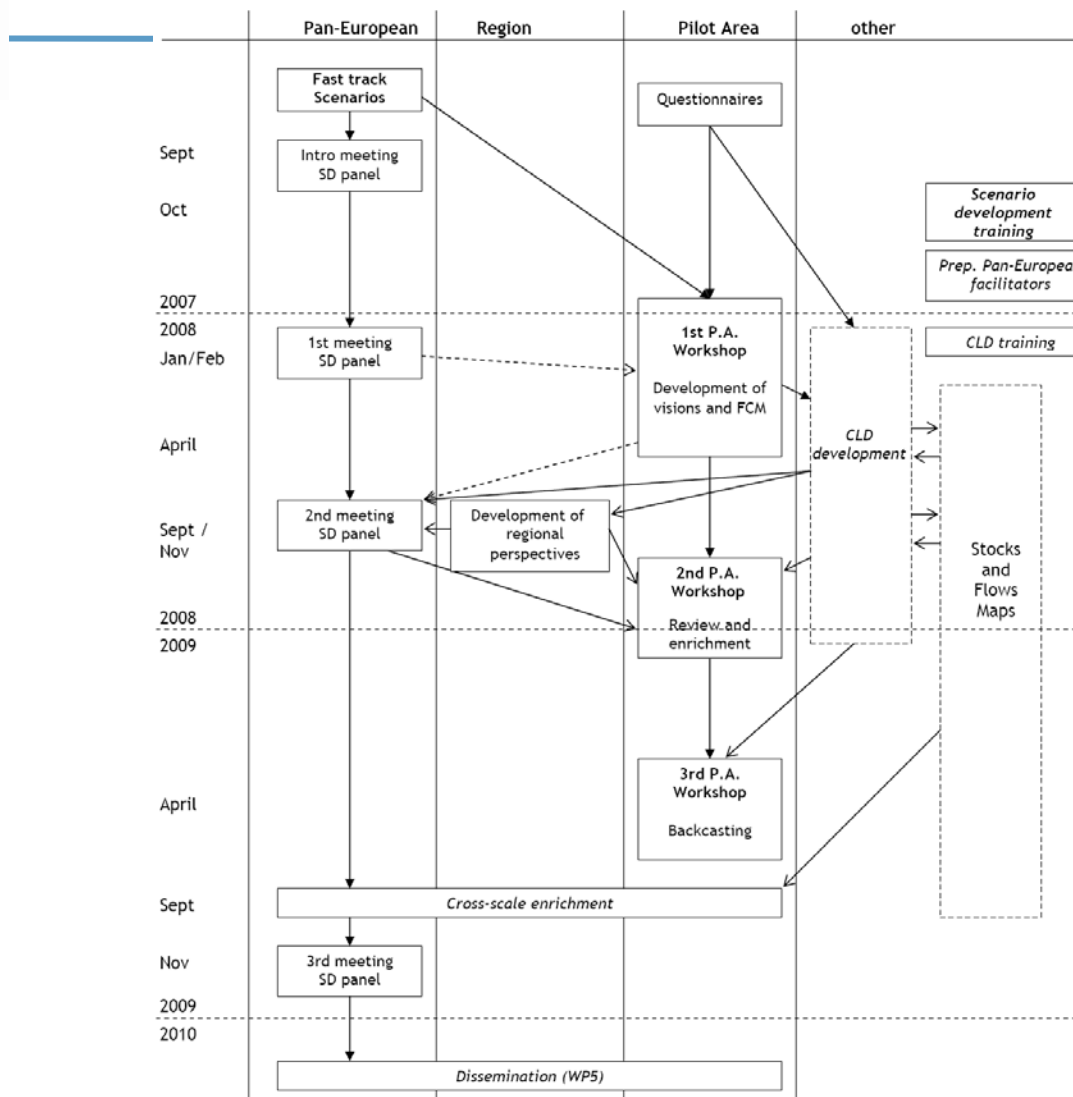 Pan-European
Region
Pilot Area
other
Fast track
Scenarios
Questionnaires
Sept
Intro meeting
SD panel
Oct
Scenario
development
training
Prep. Pan-Europea
facilitators
2007
2008
Jan/Feb
1st meeting
SD panel
1st P.A.
Workshop
Development of
visions and FCM
CLD training
April
CLD
development
Sept /
Nov
2nd meeting
SD panel
Development of
regional
perspectives
2nd P.A.
Workshop
Review and
enrichment
Stocks
and
Flows
Maps
2008
2009
April
3rd P.A.
Workshop
Backcasting
Sept
Cross-scale enrichment
Nov
3rd meeting
SD panel
2009
2010
Dissemination (WP5)